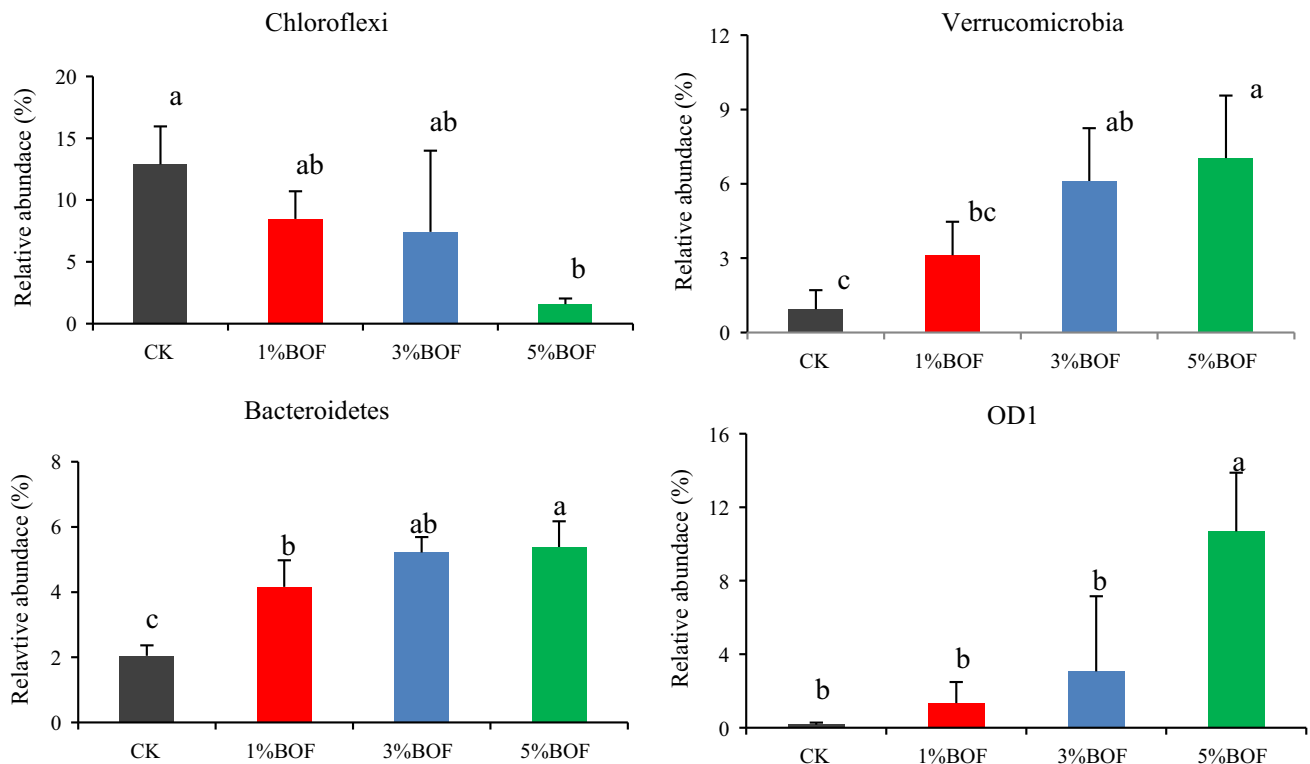 Chloroflexi
Relative abundace (%)
20
15
10
5
0
a
ab
ab
b
CK 1%BOF 3%BOF 5%BOF
Verrucomicrobia
Relative abundace (%)
12
9
6
3
0
c
bc
ab
a
CK 1%BOF 3%BOF 5%BOF
Bacteroidetes
Relavtive abundace (%)
8
6
4
2
0
c
b
ab
a
CK 1%BOF 3%BOF 5%BOF
OD1
Relative abundace (%)
16
12
8
4
0
b
b
b
a
CK 1%BOF 3%BOF 5%BOF